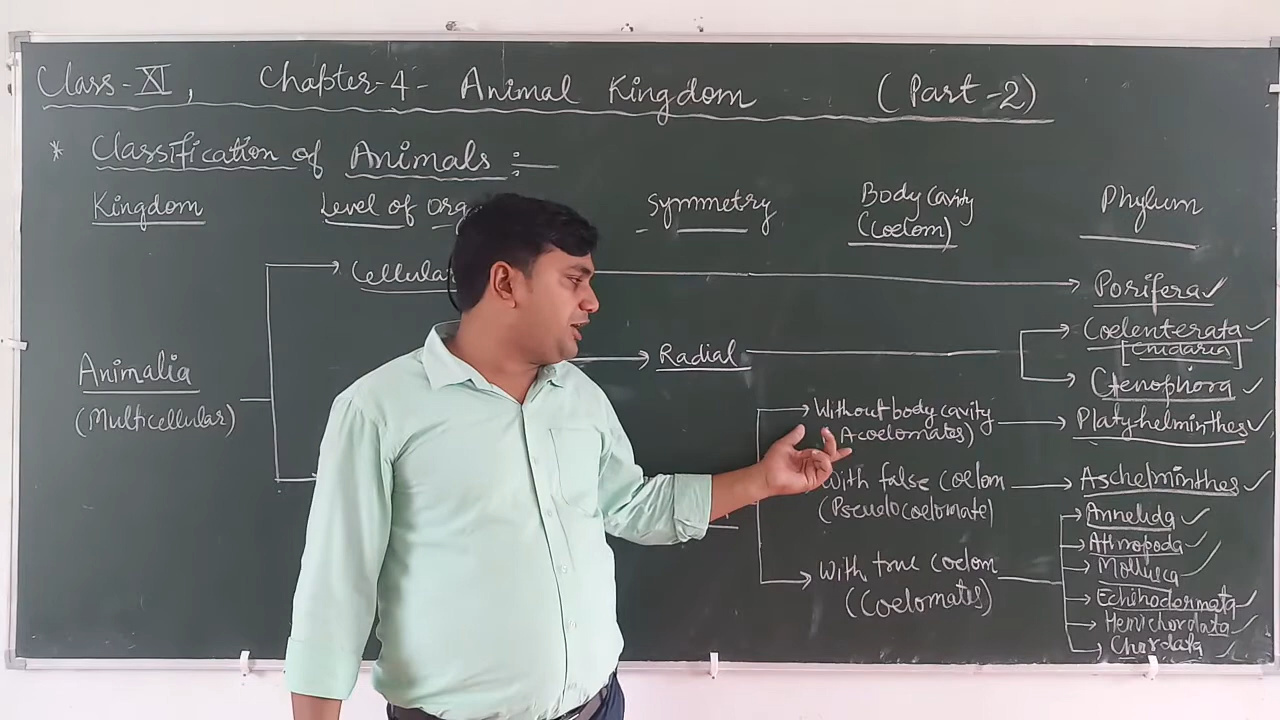 Class-XI, Chapter-4- Animal Kingdom (Part-2)
* Classification of Animals :-
Kingdom Level of Symmetry Body cavity (Coelom) Phylum
Cellular
Porifera ✓
Animalia
(Multicellular)
Radial
Coelenterata ✓
[Cnidaria]
Ctenophora ✓
Without body cavity
(Acoelomates)
Platyhelminthes ✓
With false coelom
(Pseudocoelomate)
Aschelminthes ✓
With true coelom
(Coelomates)
Annelida ✓
Athropoda ✓
Mollusca ✓
Echinodermata ✓
Hemichordata ✓
Chordata ✓